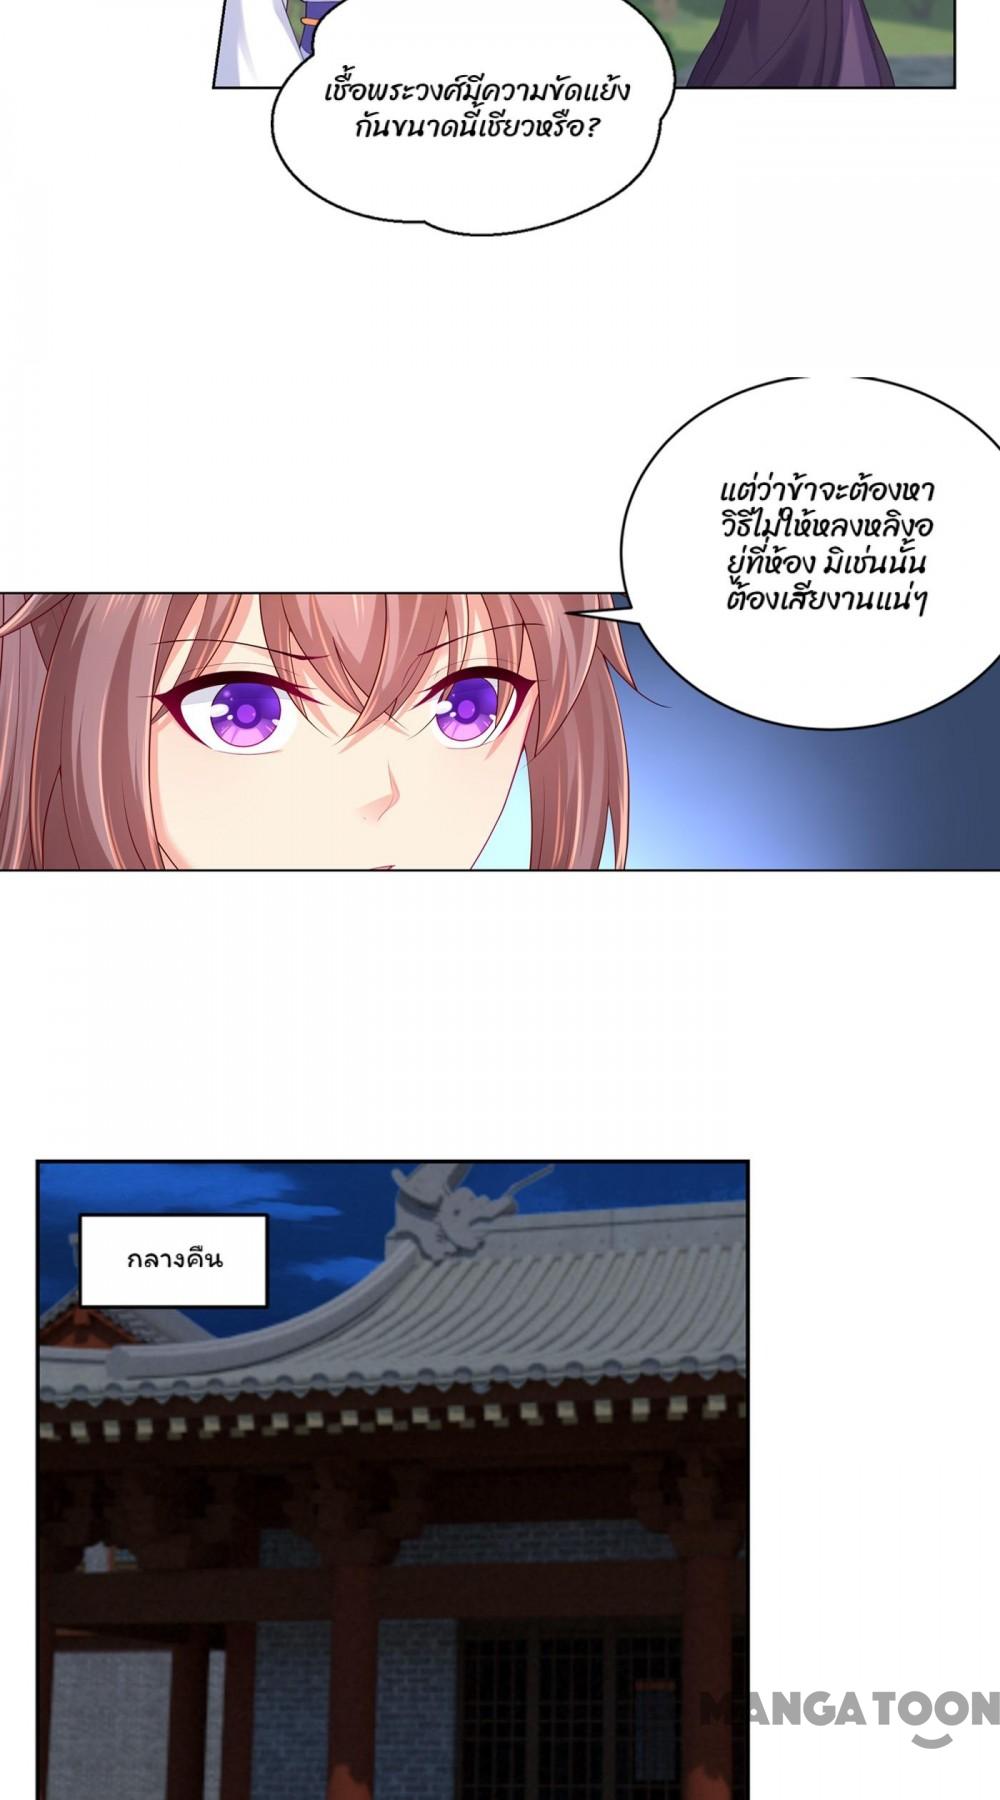 เชื้อพระวงศ์มีความขัดแย้ง
กันขนาดนี้เชียวหรือ?
แต่ว่าข้าจะต้องหา
วิธีไม่ให้หลงหลิงอ
ยู่ที่ห้อง มิเช่นนั้น
ต้องเสียงานแน่ๆ
กลางคืน
MANGATOON